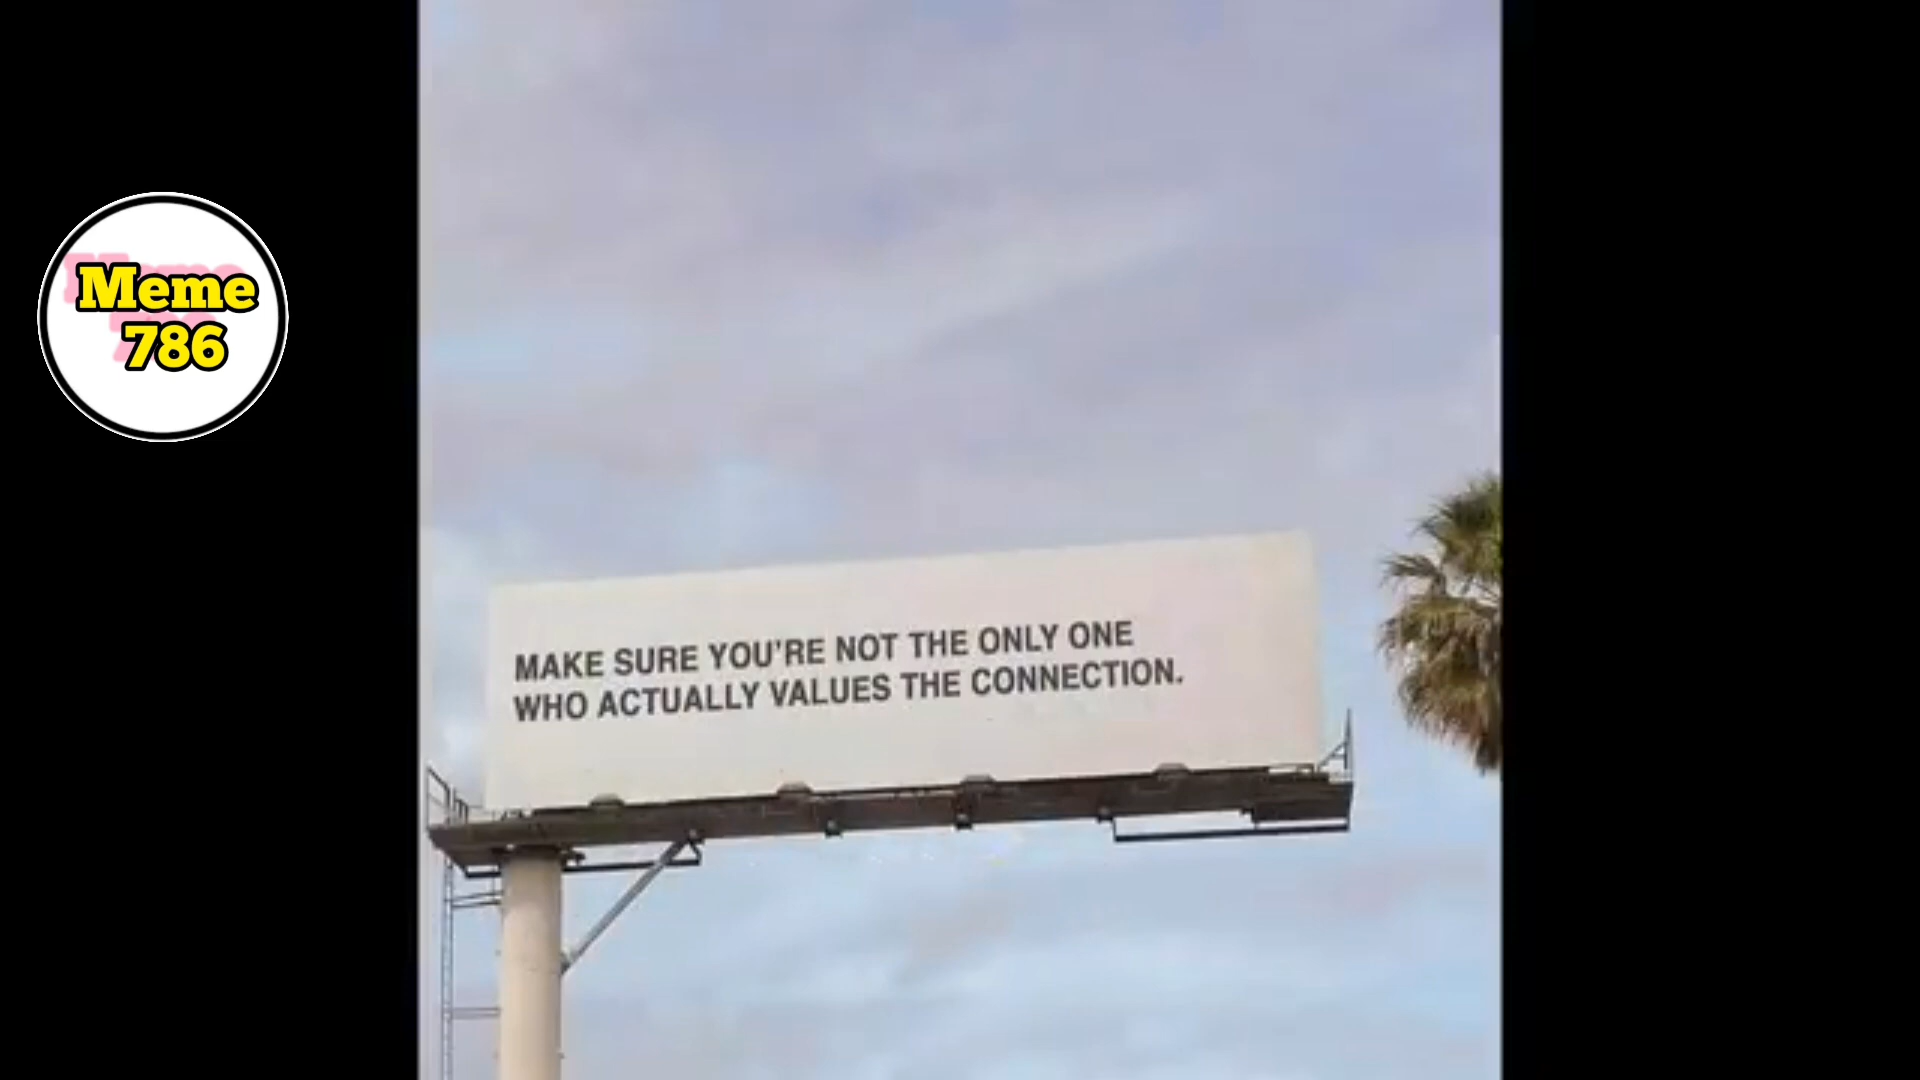 Meme
786
MAKE SURE YOU'RE NOT THE ONLY ONE
WHO ACTUALLY VALUES THE CONNECTION.